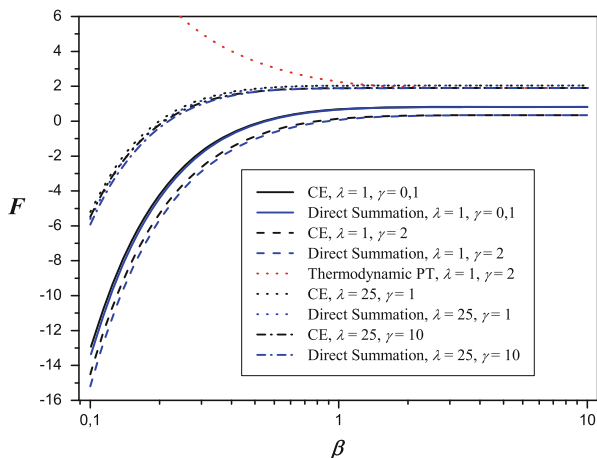 6
4
2
0
-2
-4
-6
-8
-10
-12
-14
-16
F
CE, λ = 1, γ = 0,1
Direct Summation, λ = 1, γ = 0,1
CE, λ = 1, γ = 2
Direct Summation, λ = 1, γ = 2
Thermodynamic PT, λ = 1, γ = 2
CE, λ = 25, γ = 1
Direct Summation, λ = 25, γ = 1
CE, λ = 25, γ = 10
Direct Summation, λ = 25, γ = 10
0,1 1 10
β